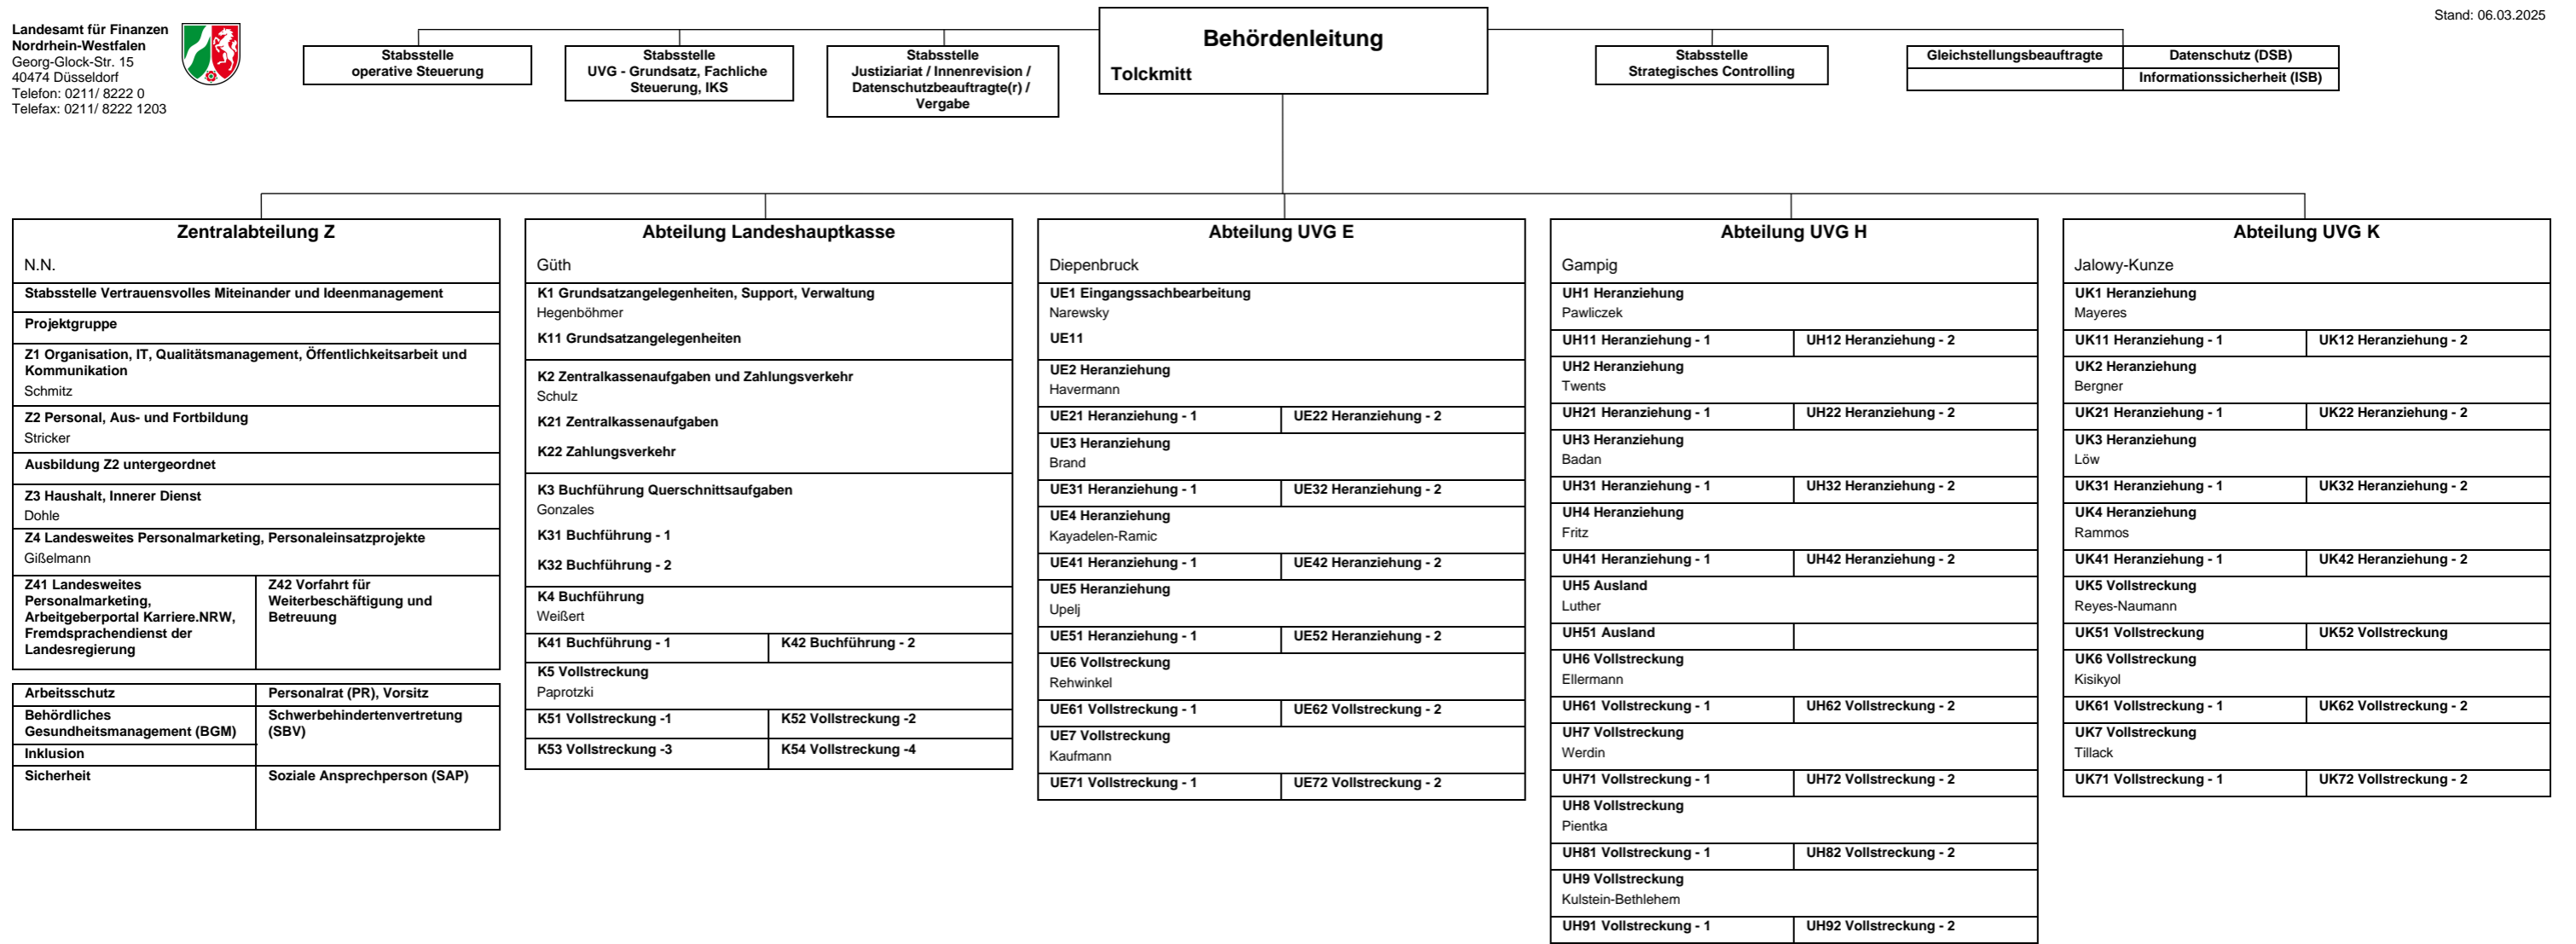 Landesamt für Finanzen
Nordrhein-Westfalen
Georg-Glock-Str. 15
40474 Düsseldorf
Telefon: 0211/ 8222 0
Telefax: 0211/ 8222 1203
Stabsstelle
operative Steuerung
Stabsstelle
UVG - Grundsatz, Fachliche
Steuerung, IKS
Stabsstelle
Justiziariat / Innenrevision /
Datenschutzbeauftragte(r) /
Vergabe
Behördenleitung
Tolckmitt
Stabsstelle
Strategisches Controlling
Gleichstellungsbeauftragte
Datenschutz (DSB)
Informationssicherheit (ISB)
Stand: 06.03.2025
Zentralabteilung Z
N.N.
Stabsstelle Vertrauensvolles Miteinander und Ideenmanagement
Projektgruppe
Z1 Organisation, IT, Qualitätsmanagement, Öffentlichkeitsarbeit und
Kommunikation
Schmitz
Z2 Personal, Aus- und Fortbildung
Stricker
Ausbildung Z2 untergeordnet
Z3 Haushalt, Innerer Dienst
Dohle
Z4 Landesweites Personalmarketing, Personaleinsatzprojekte
Gißelmann
Z41 Landesweites
Personalmarketing,
Arbeitgeberportal Karriere.NRW,
Fremdsprachendienst der
Landesregierung
Z42 Vorfahrt für
Weiterbeschäftigung und
Betreuung
Arbeitsschutz
Personalrat (PR), Vorsitz
Behördliches
Gesundheitsmanagement (BGM)
Schwerbehindertenvertretung
(SBV)
Inklusion
Sicherheit
Soziale Ansprechperson (SAP)
Abteilung Landeshauptkasse
Güth
K1 Grundsatzangelegenheiten, Support, Verwaltung
Hegenböhmer
K11 Grundsatzangelegenheiten
K2 Zentralkassenaufgaben und Zahlungsverkehr
Schulz
K21 Zentralkassenaufgaben
K22 Zahlungsverkehr
K3 Buchführung Querschnittsaufgaben
Gonzales
K31 Buchführung - 1
K32 Buchführung - 2
K4 Buchführung
Weißert
K41 Buchführung - 1
K42 Buchführung - 2
K5 Vollstreckung
Paprotzki
K51 Vollstreckung -1
K52 Vollstreckung -2
K53 Vollstreckung -3
K54 Vollstreckung -4
Abteilung UVG E
Diepenbruck
UE1 Eingangssachbearbeitung
Narewsky
UE11
UE2 Heranziehung
Havermann
UE21 Heranziehung - 1
UE22 Heranziehung - 2
UE3 Heranziehung
Brand
UE31 Heranziehung - 1
UE32 Heranziehung - 2
UE4 Heranziehung
Kayadelen-Ramic
UE41 Heranziehung - 1
UE42 Heranziehung - 2
UE5 Heranziehung
Upelj
UE51 Heranziehung - 1
UE52 Heranziehung - 2
UE6 Vollstreckung
Rehwinkel
UE61 Vollstreckung - 1
UE62 Vollstreckung - 2
UE7 Vollstreckung
Kaufmann
UE71 Vollstreckung - 1
UE72 Vollstreckung - 2
Abteilung UVG H
Gampig
UH1 Heranziehung
Pawliczek
UH11 Heranziehung - 1
UH12 Heranziehung - 2
UH2 Heranziehung
Twents
UH21 Heranziehung - 1
UH22 Heranziehung - 2
UH3 Heranziehung
Badan
UH31 Heranziehung - 1
UH32 Heranziehung - 2
UH4 Heranziehung
Fritz
UH41 Heranziehung - 1
UH42 Heranziehung - 2
UH5 Ausland
Luther
UH51 Ausland
UH6 Vollstreckung
Ellermann
UH61 Vollstreckung - 1
UH62 Vollstreckung - 2
UH7 Vollstreckung
Werdin
UH71 Vollstreckung - 1
UH72 Vollstreckung - 2
UH8 Vollstreckung
Pientka
UH81 Vollstreckung - 1
UH82 Vollstreckung - 2
UH9 Vollstreckung
Kulstein-Bethlehem
UH91 Vollstreckung - 1
UH92 Vollstreckung - 2
Abteilung UVG K
Jalowy-Kunze
UK1 Heranziehung
Mayeres
UK11 Heranziehung - 1
UK12 Heranziehung - 2
UK2 Heranziehung
Bergner
UK21 Heranziehung - 1
UK22 Heranziehung - 2
UK3 Heranziehung
Löw
UK31 Heranziehung - 1
UK32 Heranziehung - 2
UK4 Heranziehung
Rammos
UK41 Heranziehung - 1
UK42 Heranziehung - 2
UK5 Vollstreckung
Reyes-Naumann
UK51 Vollstreckung
UK52 Vollstreckung
UK6 Vollstreckung
Kisikyol
UK61 Vollstreckung - 1
UK62 Vollstreckung - 2
UK7 Vollstreckung
Tillack
UK71 Vollstreckung - 1
UK72 Vollstreckung - 2